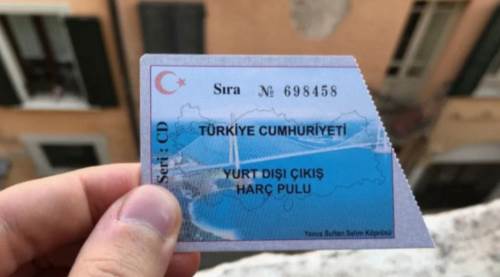 Sıra № 698458
Seri : CD
TÜRKİYE CUMHURİYETİ
YURT DIŞI ÇIKIŞ
HARÇ PULU
Yavuz Sultan Selim Köprüsü